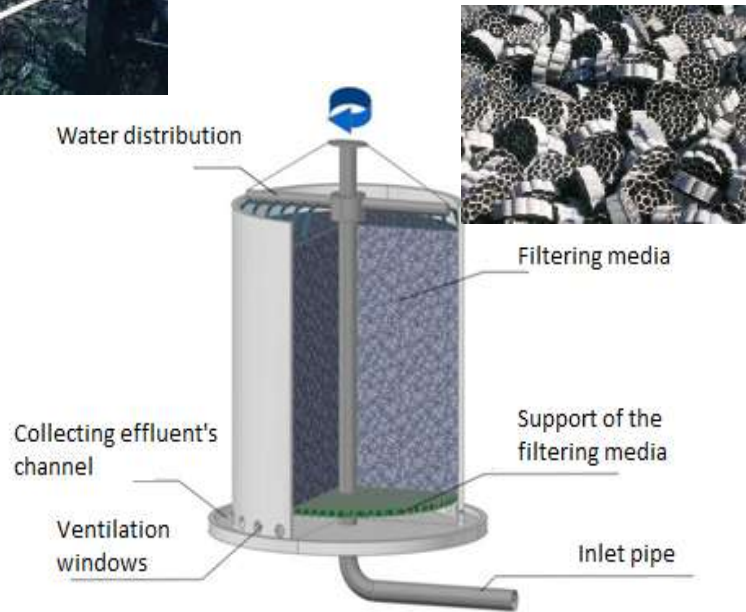 Water distribution
Filtering media
Support of the
filtering media
Collecting effluent's
channel
Ventilation
windows
Inlet pipe